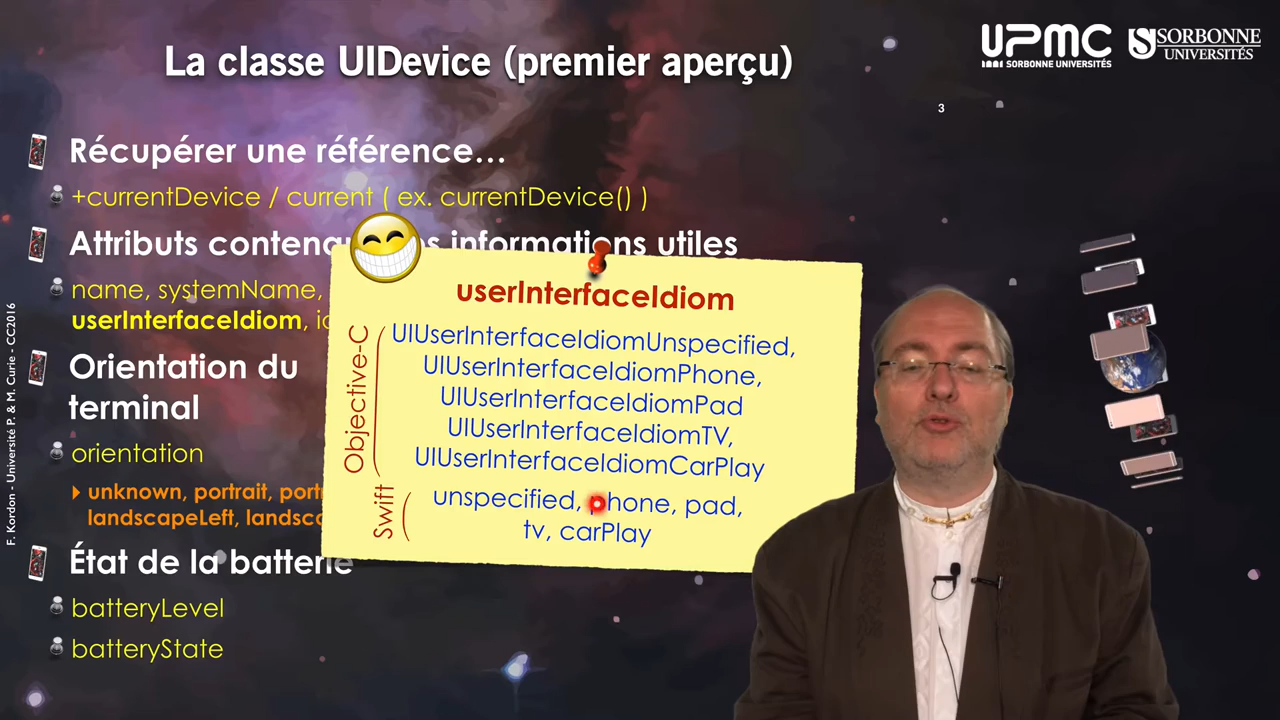 La classe UIDevice (premier aperçu)
UPMC
SORBONNE UNIVERSITÉS
SORBONNE
UNIVERSITÉS
3
Récupérer une référence…
+currentDevice / current ( ex. currentDevice() )
Attributs informations utiles
name, systemName,
userInterfaceIdiom,
Orientation du
terminal
orientation
unknown, portrait,
landscapeLeft,
État de la batterie
batteryLevel
batteryState
userInterfaceIdiom
Objective-C
UIUserInterfaceIdiomUnspecified,
UIUserInterfaceIdiomPhone,
UIUserInterfaceIdiomPad
UIUserInterfaceIdiomTV,
UIUserInterfaceIdiomCarPlay
Swift
unspecified, phone, pad,
tv, carPlay
F. Kordon - Université P. & M. Curie - CC2016